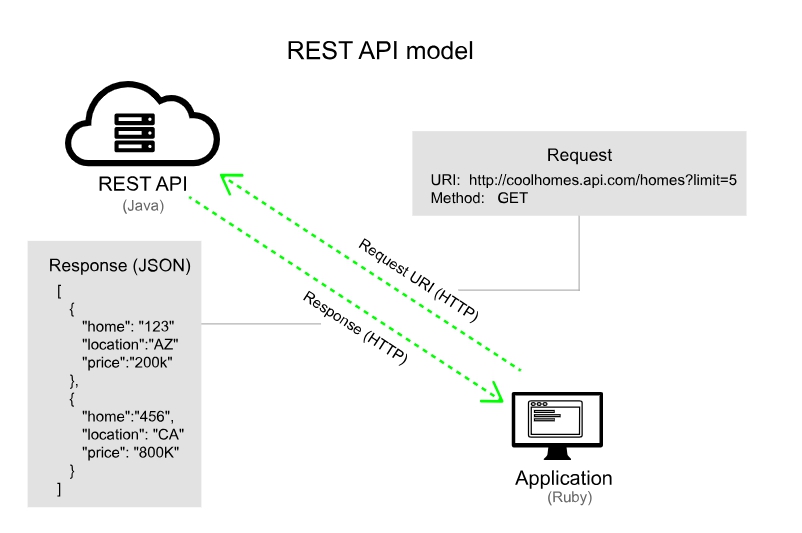 REST API model
REST API
(Java)
Request
URI: http://coolhomes.api.com/homes?limit=5
Method: GET
Request URI (HTTP)
Response (HTTP)
Response (JSON)
[
{
"home": "123"
"location":"AZ"
"price":"200k"
},
{
"home":"456",
"location": "CA"
"price": "800K"
}
]
Application
(Ruby)